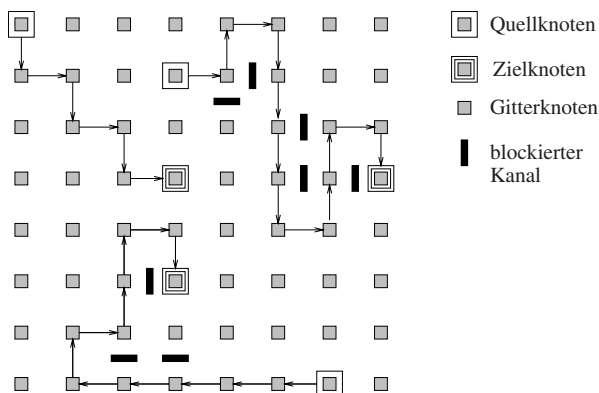 Quellknoten
Zielknoten
Gitterknoten
blockierter
Kanal